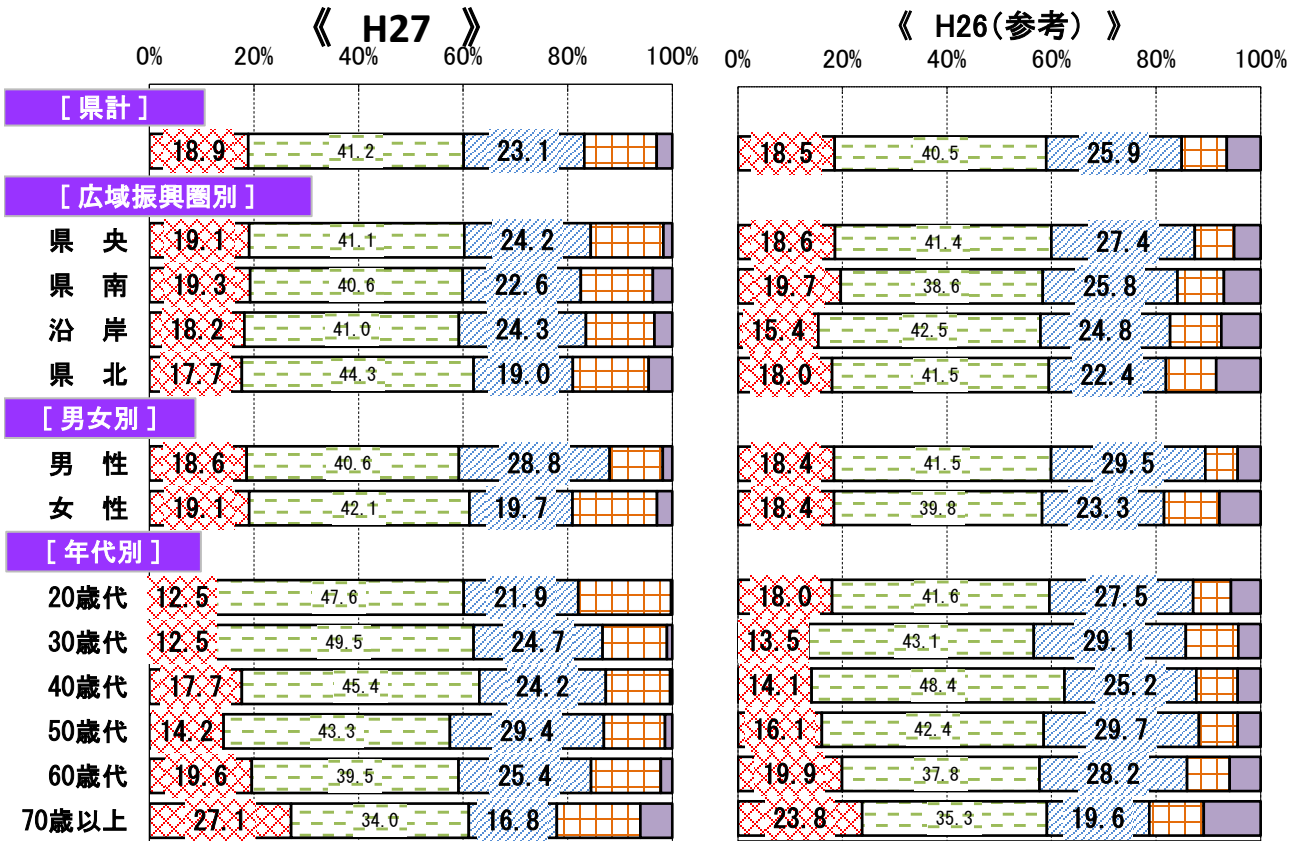 《 H27 》 《 H26(参考) 》
0% 20% 40% 60% 80% 100% 0% 20% 40% 60% 80% 100%
[ 県計 ]
18.9 41.2 23.1 18.5 40.5 25.9
[ 広域振興圏別 ]
県 央 19.1 41.1 24.2 18.6 41.4 27.4
県 南 19.3 40.6 22.6 19.7 38.6 25.8
沿 岸 18.2 41.0 24.3 15.4 42.5 24.8
県 北 17.7 44.3 19.0 18.0 41.5 22.4
[ 男女別 ]
男 性 18.6 40.6 28.8 18.4 41.5 29.5
女 性 19.1 42.1 19.7 18.4 39.8 23.3
[ 年代別 ]
20歳代 12.5 47.6 21.9 18.0 41.6 27.5
30歳代 12.5 49.5 24.7 13.5 43.1 29.1
40歳代 17.7 45.4 24.2 14.1 48.4 25.2
50歳代 14.2 43.3 29.4 16.1 42.4 29.7
60歳代 19.6 39.5 25.4 19.9 37.8 28.2
70歳以上 27.1 34.0 16.8 23.8 35.3 19.6